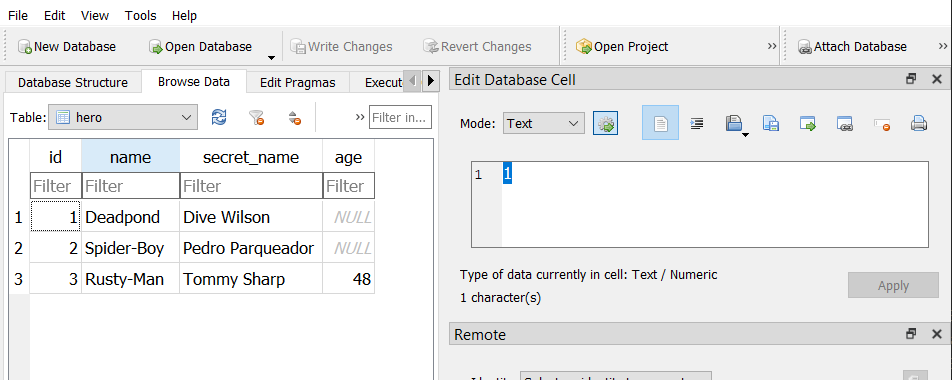 File Edit View Tools Help
New Database Open Database Write Changes Revert Changes Open Project Attach Database
Database Structure Browse Data Edit Pragmas Execut
Table: hero Filter in...
id name secret_name age
Filter Filter Filter Filter
1 1 Deadpond Dive Wilson NULL
2 2 Spider-Boy Pedro Parqueador NULL
3 3 Rusty-Man Tommy Sharp 48
Edit Database Cell
Mode: Text
1 1
Type of data currently in cell: Text / Numeric
1 character(s)
Apply
Remote